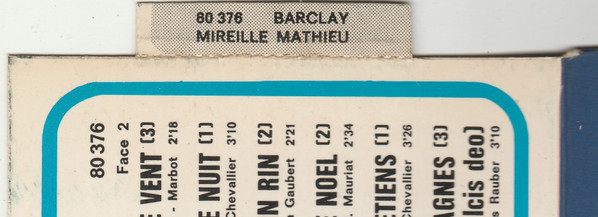 80 376 BARCLAY
MIREILLE MATHIEU
80 376
Face 2
VENT (3)
- Marbot 2'18
NUIT (1)
Chevallier 3'10
RIN (2)
Gaubert 2'21
NOEL (2)
. Mauriat 2'34
TIENS (1)
Chevallier 3'26
AGNES (3)
lcis deo)
Rauber 3'10